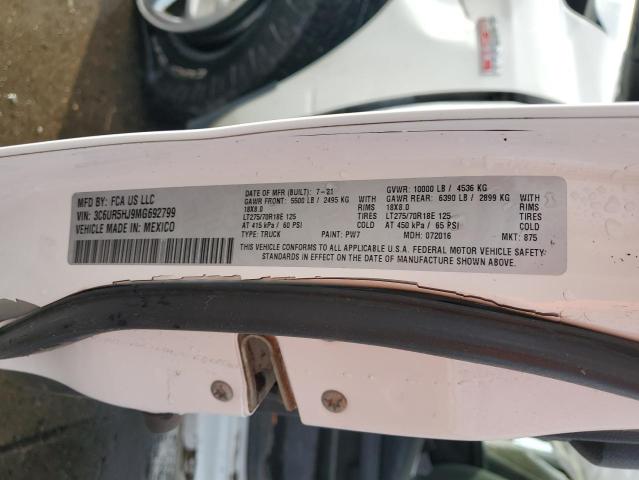 MFD BY: FCA US LLC
VIN: 3C6UR5HJ9MG692799
VEHICLE MADE IN: MEXICO
DATE OF MFR (BUILT): 7-21
GAWR FRONT: 5500 LB / 2495 KG
18X8.0 RIMS
LT275/70R18E 125 TIRES
AT 415 kPa / 60 PSI COLD
TYPE: TRUCK PAINT: PW7
GVWR: 10000 LB / 4536 KG
GAWR REAR: 6390 LB / 2899 KG
18X8.0 RIMS
LT275/70R18E 125 TIRES
AT 450 kPa / 65 PSI COLD
MDH: 072016 MKT: 875
THIS VEHICLE CONFORMS TO ALL APPLICABLE U.S.A. FEDERAL MOTOR VEHICLE SAFETY
STANDARDS IN EFFECT ON THE DATE OF MANUFACTURE SHOWN ABOVE.